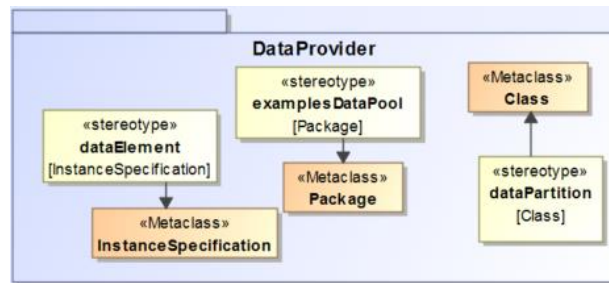 DataProvider
«stereotype»
dataElement
[InstanceSpecification]
«Metaclass»
InstanceSpecification
«stereotype»
examplesDataPool
[Package]
«Metaclass»
Package
«Metaclass»
Class
«stereotype»
dataPartition
[Class]